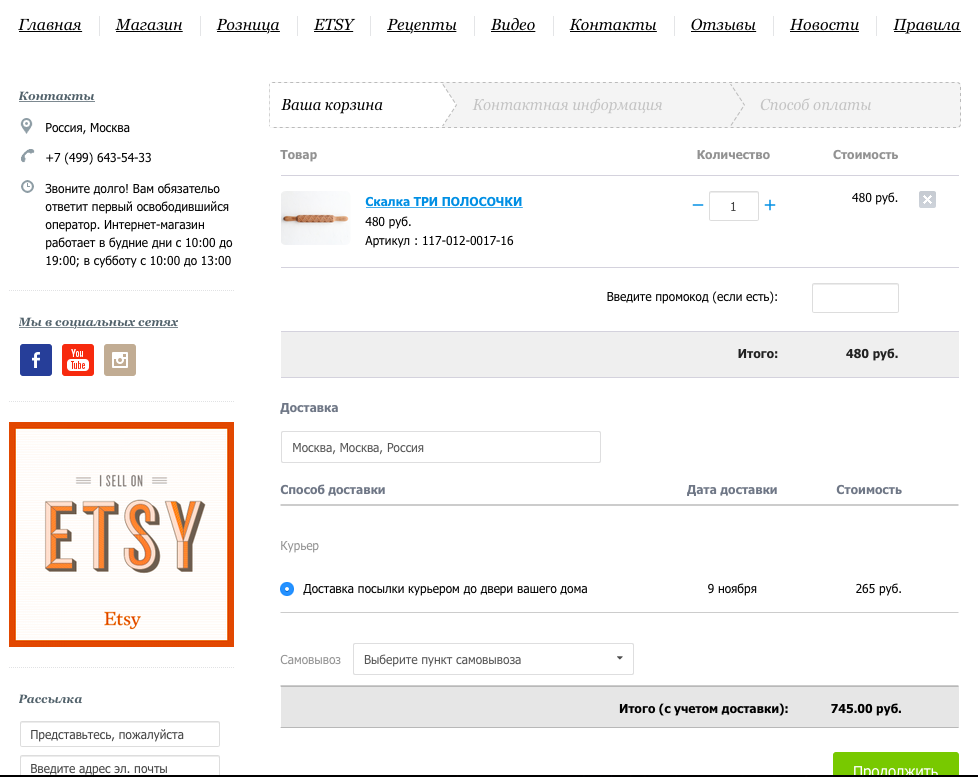 Главная Магазин Розница ETSY Рецепты Видео Контакты Отзывы Новости Правила
Контакты
Россия, Москва
+7 (499) 643-54-33
Звоните долго! Вам обязательо
ответит первый освободившийся
оператор. Интернет-магазин
работает в будние дни с 10:00 до
19:00; в субботу с 10:00 до 13:00
Мы в социальных сетях
f
You
Tube
I SELL ON
ETSY
Etsy
Рассылка
Представьтесь, пожалуйста
Введите адрес эл. почты
Ваша корзина Контактная информация Способ оплаты
Товар Количество Стоимость
Скалка ТРИ ПОЛОСОЧКИ
480 руб.
Артикул : 117-012-0017-16
− 1 + 480 руб.
Введите промокод (если есть):
Итого: 480 руб.
Доставка
Москва, Москва, Россия
Способ доставки Дата доставки Стоимость
Курьер
Доставка посылки курьером до двери вашего дома 9 ноября 265 руб.
Самовывоз Выберите пункт самовывоза
Итого (с учетом доставки): 745.00 руб.
Продолжить